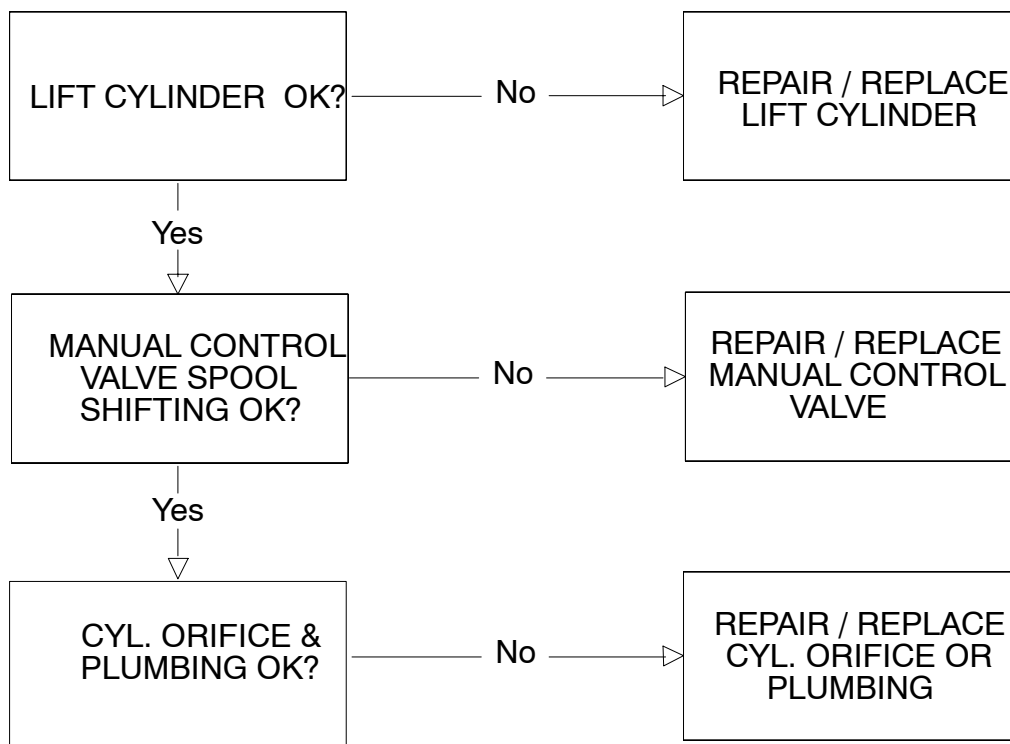 LIFT CYLINDER OK?
No
REPAIR / REPLACE
LIFT CYLINDER
Yes
MANUAL CONTROL
VALVE SPOOL
SHIFTING OK?
No
REPAIR / REPLACE
MANUAL CONTROL
VALVE
Yes
CYL. ORIFICE &
PLUMBING OK?
No
REPAIR / REPLACE
CYL. ORIFICE OR
PLUMBING